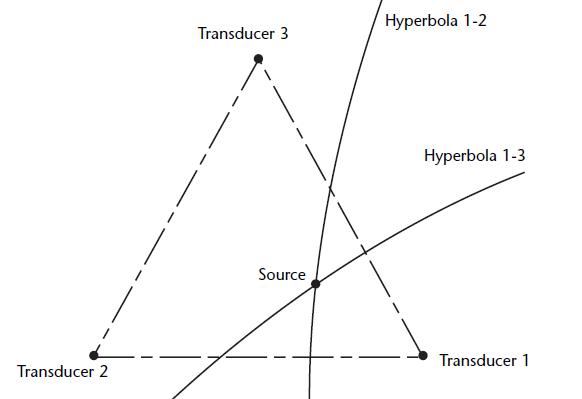 Hyperbola 1-2
Transducer 3
Hyperbola 1-3
Source
Transducer 1
Transducer 2